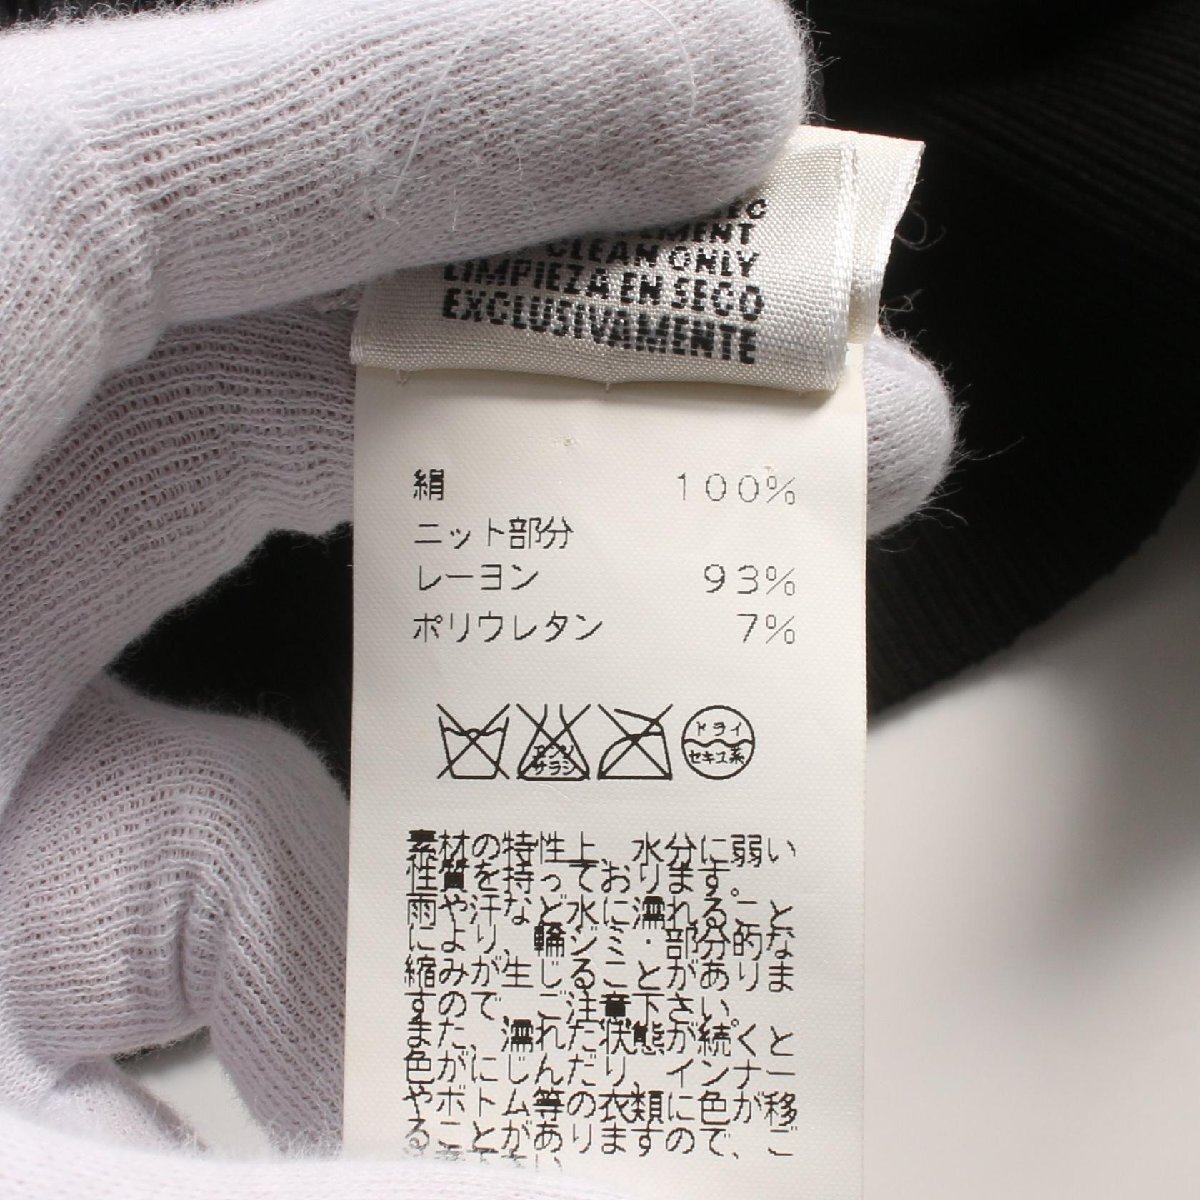 CLEAN ONLY
LIMPIEZA EN SECO
EXCLUSIVAMENTE
絹 100%
ニット部分
レーヨン 93%
ポリウレタン 7%
エンソ
サラシ
ドライ
セキユ系
素材の特性上、水分に弱い
性質を持っております。
雨や汗など水に濡れること
により、輪ジミ・部分的な
縮みが生じることがありま
すので、ご注意下さい。
また、濡れた状態が続くと
色がにじんだり、インナー
やボトム等の衣類に色が移
ることがありますので、ご